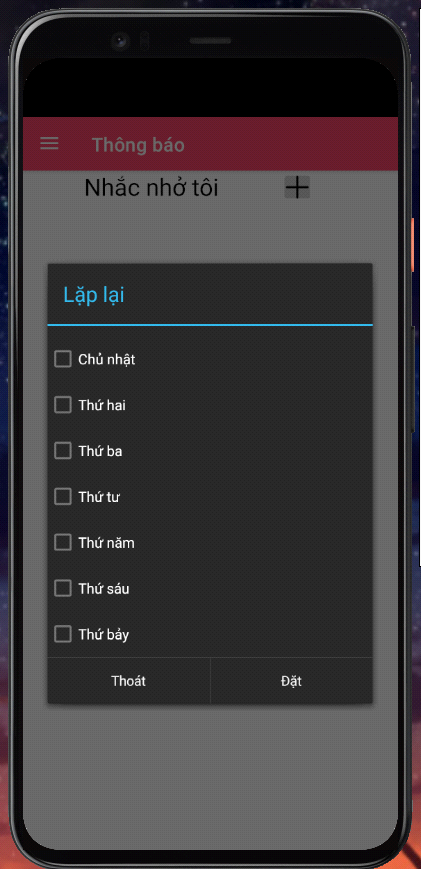 Thông báo
Nhắc nhở tôi
Lặp lại
Chủ nhật
Thứ hai
Thứ ba
Thứ tư
Thứ năm
Thứ sáu
Thứ bảy
Thoát
Đặt